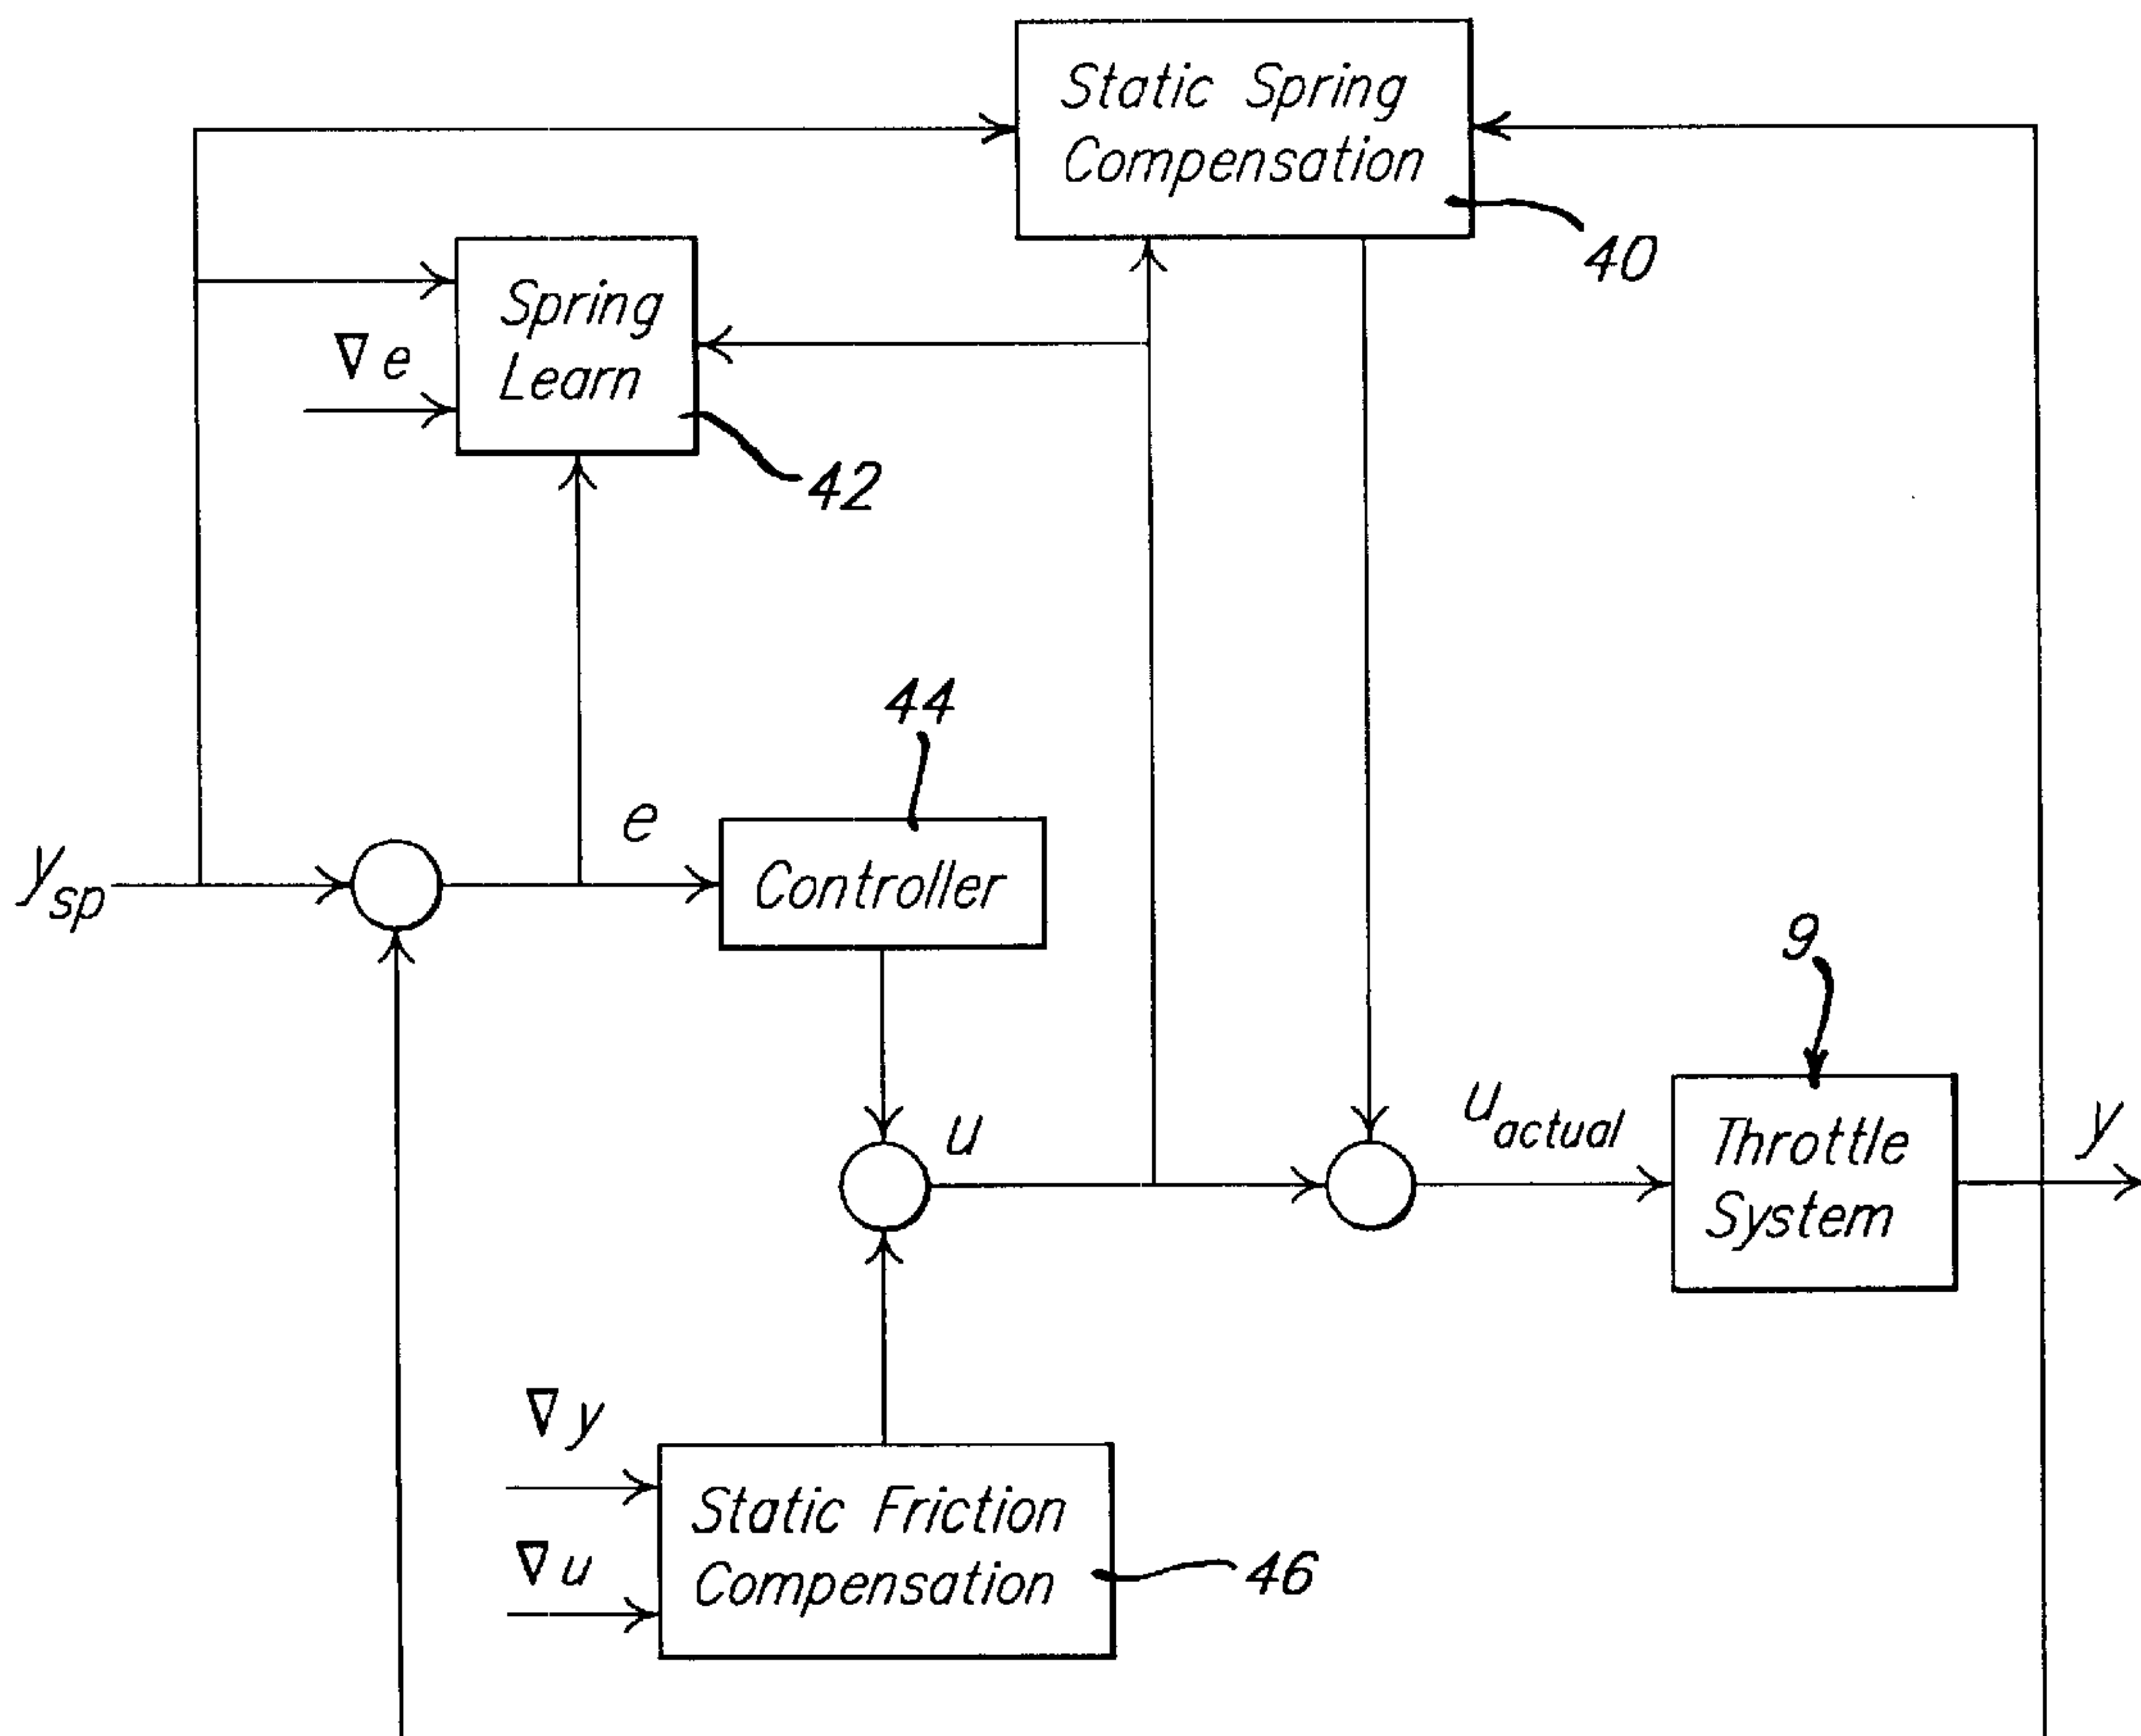 Static Spring
Compensation
40
Spring
Learn
∇e
42
44
e
Controller
y_sp
9
u
u_actual
Throttle
System
y
∇y
Static Friction
Compensation
∇u
46